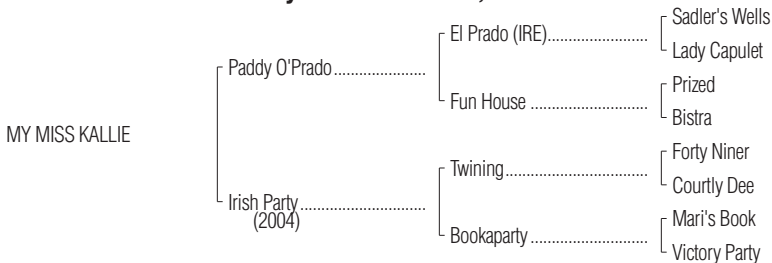 Sadler's Wells
El Prado (IRE)......................
Lady Capulet
Paddy O'Prado....................
Prized
Fun House .........................
Bistra
MY MISS KALLIE
Forty Niner
Twining...............................
Courtly Dee
Irish Party...........................
(2004)
Mari's Book
Bookaparty .........................
Victory Party